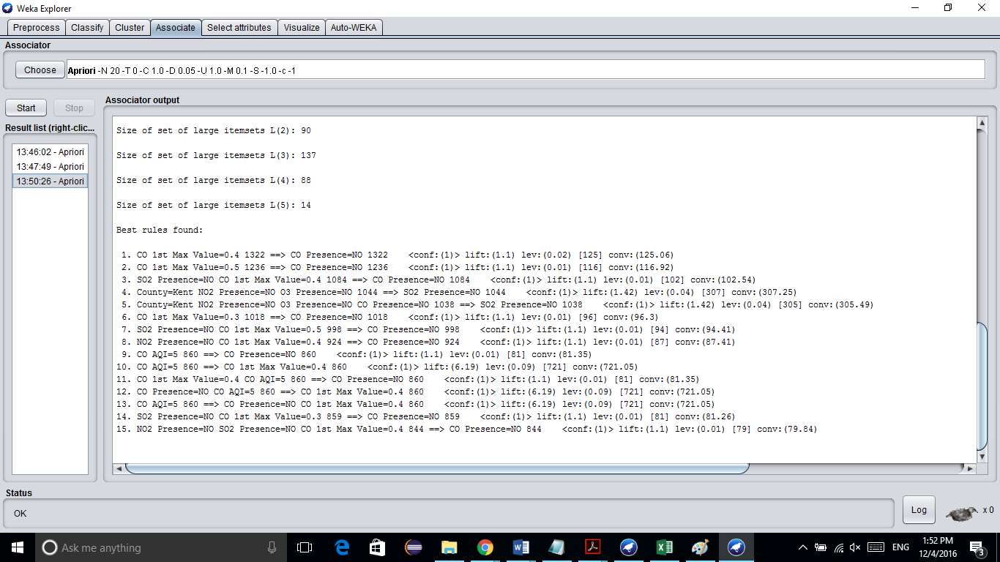 Weka Explorer
Preprocess Classify Cluster Associate Select attributes Visualize Auto-WEKA
Associator
Choose Apriori -N 20 -T 0 -C 1.0 -D 0.05 -U 1.0 -M 0.1 -S -1.0 -c -1
Start Stop
Result list (right-clic...
13:46:02 - Apriori
13:47:49 - Apriori
13:50:26 - Apriori
Associator output
Size of set of large itemsets L(2): 90
Size of set of large itemsets L(3): 137
Size of set of large itemsets L(4): 88
Size of set of large itemsets L(5): 14
Best rules found:
1. CO 1st Max Value=0.4 1322 ==> CO Presence=NO 1322 <conf:(1)> lift:(1.1) lev:(0.02) [125] conv:(125.06)
2. CO 1st Max Value=0.5 1236 ==> CO Presence=NO 1236 <conf:(1)> lift:(1.1) lev:(0.01) [116] conv:(116.92)
3. SO2 Presence=NO CO 1st Max Value=0.4 1084 ==> CO Presence=NO 1084 <conf:(1)> lift:(1.1) lev:(0.01) [102] conv:(102.54)
4. County=Kent NO2 Presence=NO O3 Presence=NO 1044 ==> SO2 Presence=NO 1044 <conf:(1)> lift:(1.42) lev:(0.04) [307] conv:(307.25)
5. County=Kent NO2 Presence=NO O3 Presence=NO CO Presence=NO 1038 ==> SO2 Presence=NO 1038 <conf:(1)> lift:(1.42) lev:(0.04) [305] conv:(305.49)
6. CO 1st Max Value=0.3 1018 ==> CO Presence=NO 1018 <conf:(1)> lift:(1.1) lev:(0.01) [96] conv:(96.3)
7. SO2 Presence=NO CO 1st Max Value=0.5 998 ==> CO Presence=NO 998 <conf:(1)> lift:(1.1) lev:(0.01) [94] conv:(94.41)
8. NO2 Presence=NO CO 1st Max Value=0.4 924 ==> CO Presence=NO 924 <conf:(1)> lift:(1.1) lev:(0.01) [87] conv:(87.41)
9. CO AQI=5 860 ==> CO Presence=NO 860 <conf:(1)> lift:(1.1) lev:(0.01) [81] conv:(81.35)
10. CO AQI=5 860 ==> CO 1st Max Value=0.4 860 <conf:(1)> lift:(6.19) lev:(0.09) [721] conv:(721.05)
11. CO 1st Max Value=0.4 CO AQI=5 860 ==> CO Presence=NO 860 <conf:(1)> lift:(1.1) lev:(0.01) [81] conv:(81.35)
12. CO Presence=NO CO AQI=5 860 ==> CO 1st Max Value=0.4 860 <conf:(1)> lift:(6.19) lev:(0.09) [721] conv:(721.05)
13. CO AQI=5 860 ==> CO Presence=NO CO 1st Max Value=0.4 860 <conf:(1)> lift:(6.19) lev:(0.09) [721] conv:(721.05)
14. SO2 Presence=NO CO 1st Max Value=0.3 859 ==> CO Presence=NO 859 <conf:(1)> lift:(1.1) lev:(0.01) [81] conv:(81.26)
15. NO2 Presence=NO SO2 Presence=NO CO 1st Max Value=0.4 844 ==> CO Presence=NO 844 <conf:(1)> lift:(1.1) lev:(0.01) [79] conv:(79.84)
Status
OK
Log
x 0
Ask me anything
ENG
1:52 PM
12/4/2016
3